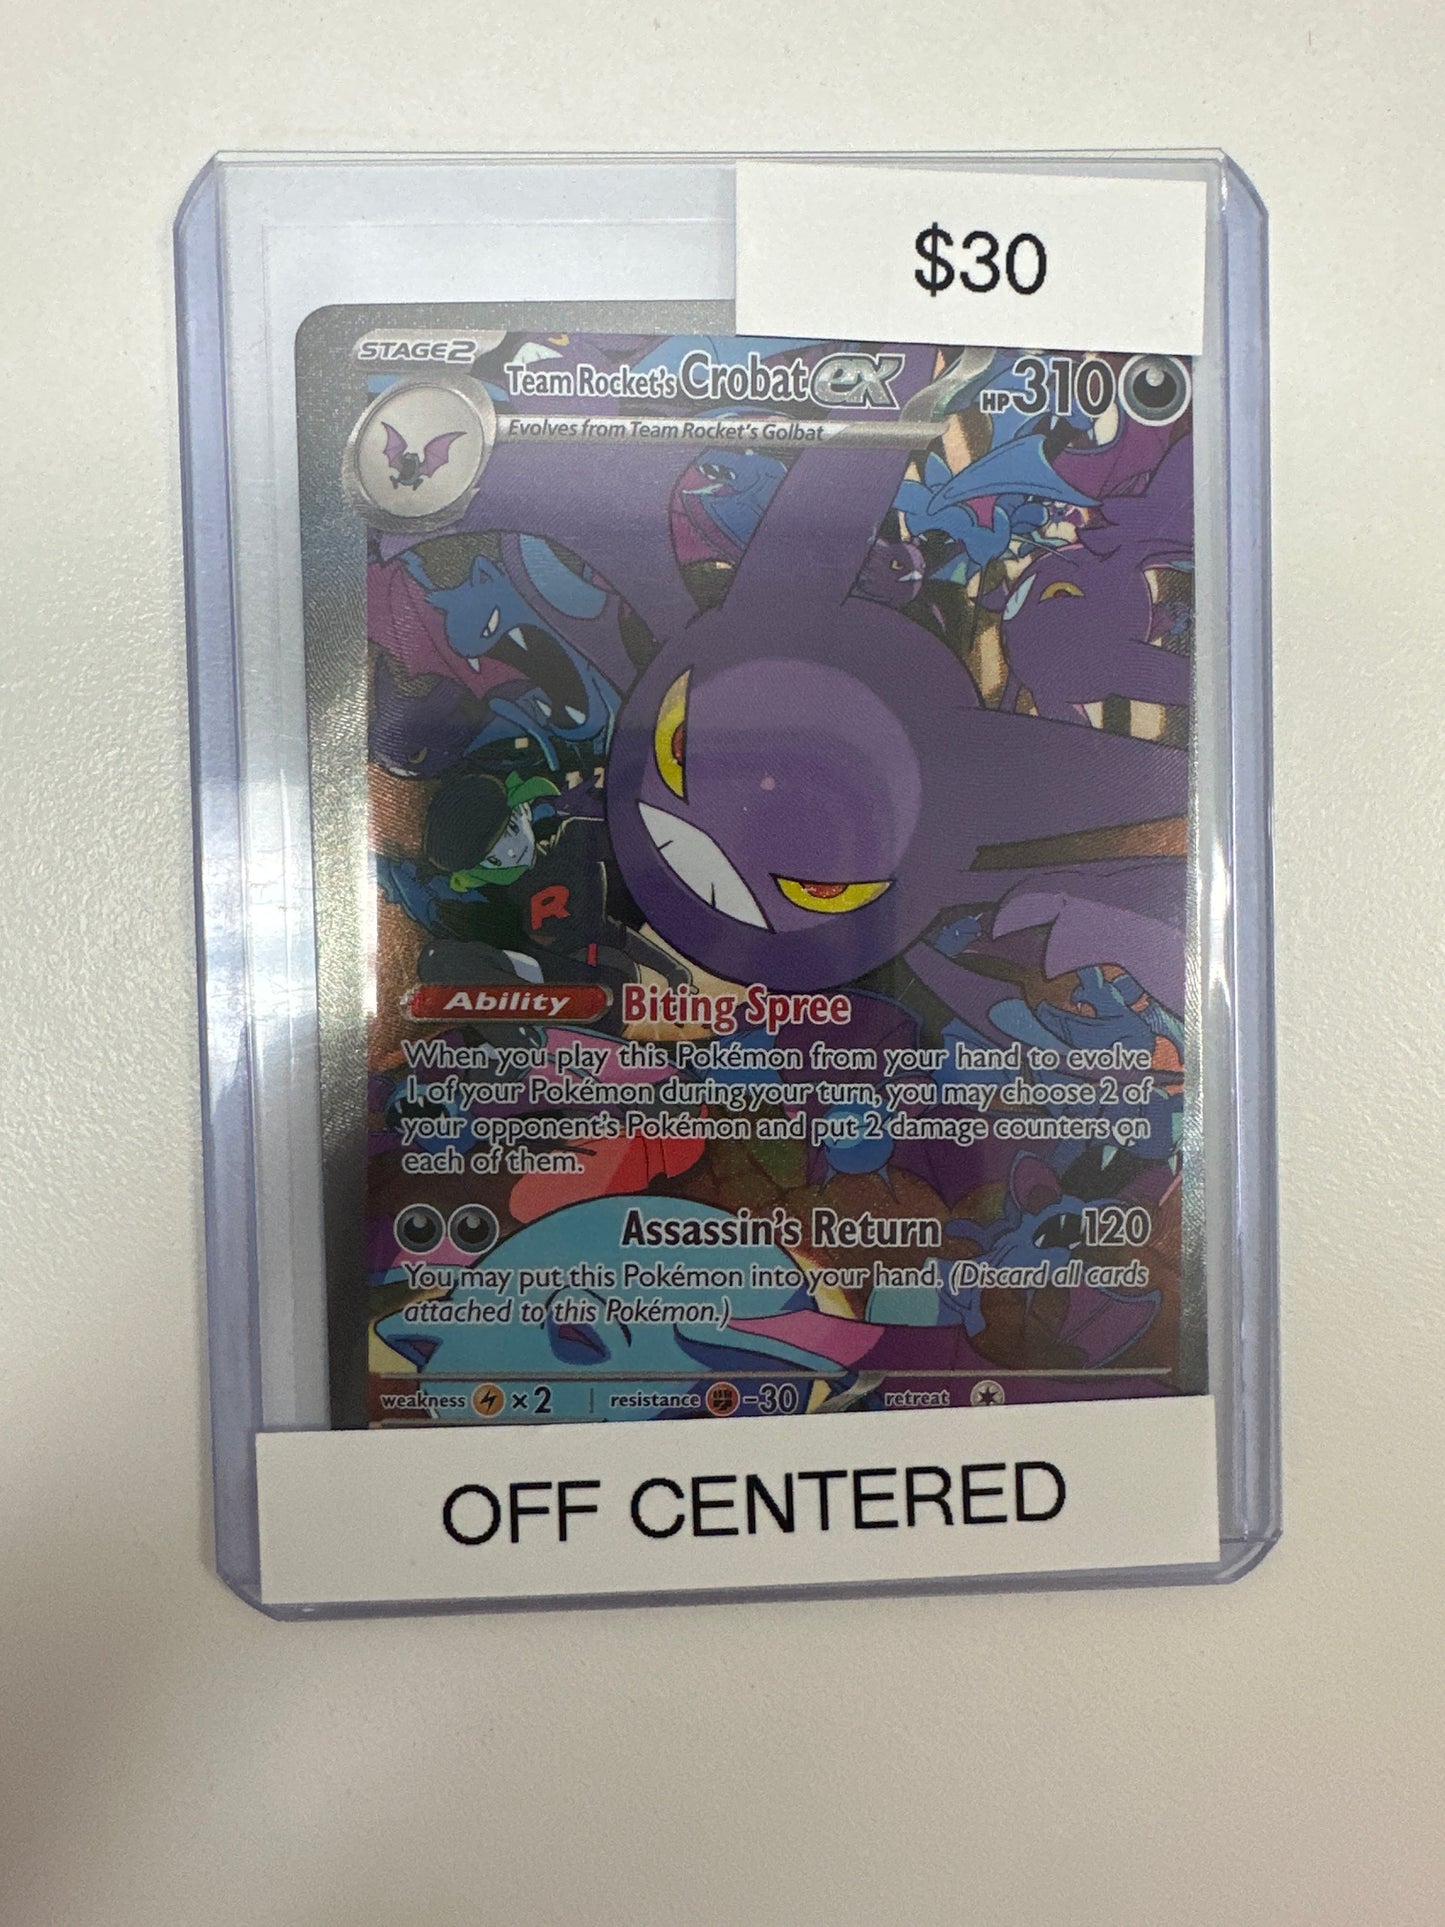 $30
STAGE2
Team Rocket's Crobat ex
HP310
Evolves from Team Rocket's Golbat
R
Ability Biting Spree
When you play this Pokémon from your hand to evolve
1 of your Pokémon during your turn, you may choose 2 of
your opponent's Pokémon and put 2 damage counters on
each of them.
Assassin's Return 120
You may put this Pokémon into your hand. (Discard all cards
attached to this Pokémon.)
weakness ×2 resistance -30 retreat
OFF CENTERED